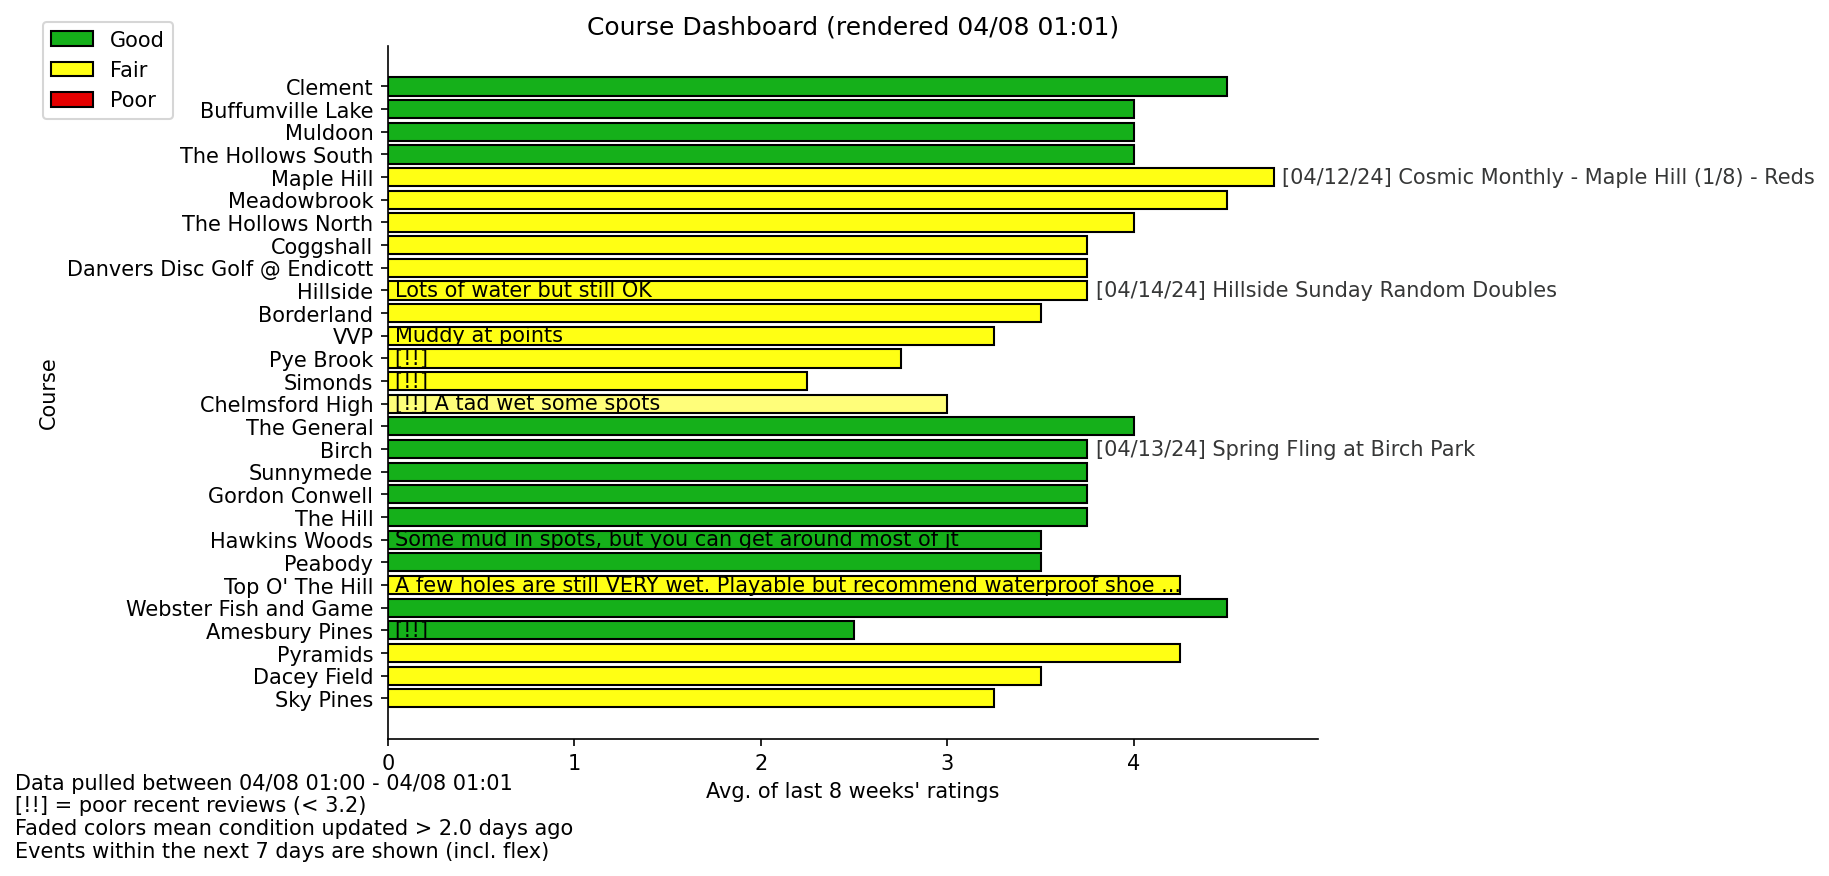 Course Dashboard (rendered 04/08 01:01)
Good
Fair
Poor
Course
Clement
Buffumville Lake
Muldoon
The Hollows South
Maple Hill [04/12/24] Cosmic Monthly - Maple Hill (1/8) - Reds
Meadowbrook
The Hollows North
Coggshall
Danvers Disc Golf @ Endicott
Hillside Lots of water but still OK [04/14/24] Hillside Sunday Random Doubles
Borderland
VVP Muddy at points
Pye Brook [!!]
Simonds [!!]
Chelmsford High [!!] A tad wet some spots
The General
Birch [04/13/24] Spring Fling at Birch Park
Sunnymede
Gordon Conwell
The Hill
Hawkins Woods Some mud in spots, but you can get around most of jt
Peabody
Top O' The Hill A few holes are still VERY wet. Playable but recommend waterproof shoe ...
Webster Fish and Game
Amesbury Pines [!!]
Pyramids
Dacey Field
Sky Pines
0 1 2 3 4
Avg. of last 8 weeks' ratings
Data pulled between 04/08 01:00 - 04/08 01:01
[!!] = poor recent reviews (< 3.2)
Faded colors mean condition updated > 2.0 days ago
Events within the next 7 days are shown (incl. flex)